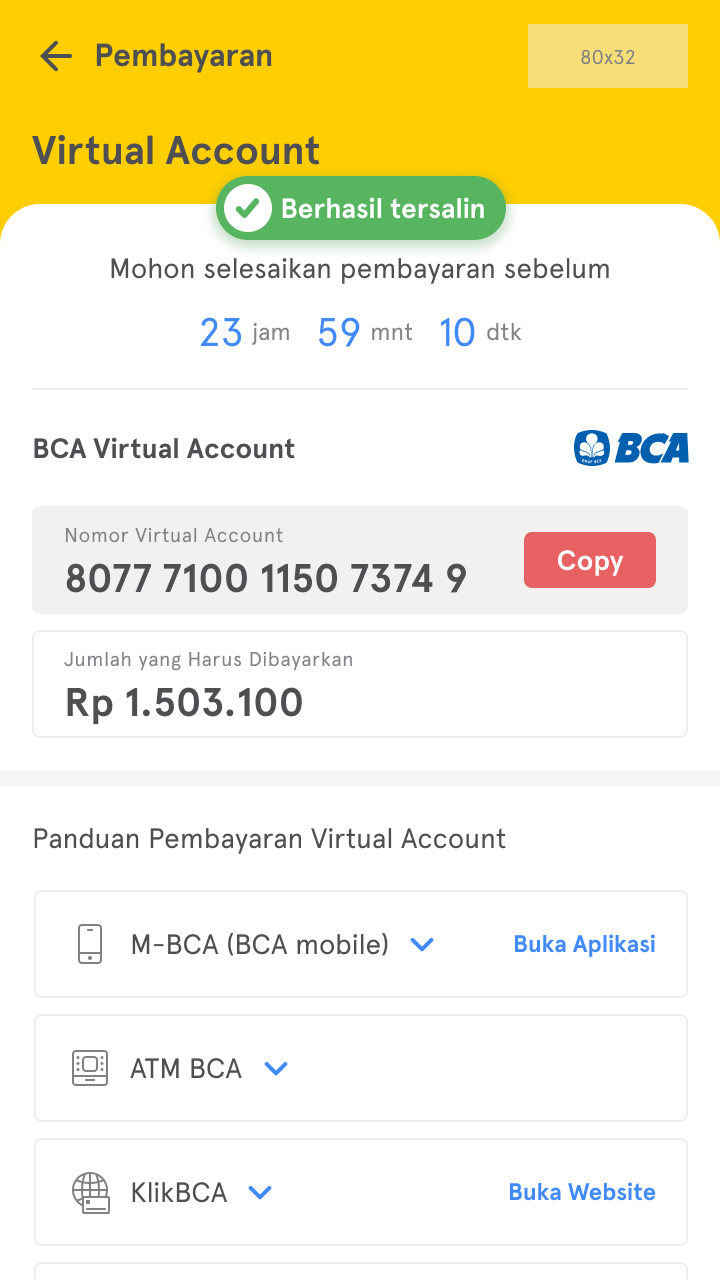 Pembayaran
80x32
Virtual Account
Berhasil tersalin
Mohon selesaikan pembayaran sebelum
23 jam 59 mnt 10 dtk
BCA Virtual Account
BCA
Nomor Virtual Account
8077 7100 1150 7374 9
Copy
Jumlah yang Harus Dibayarkan
Rp 1.503.100
Panduan Pembayaran Virtual Account
M-BCA (BCA mobile)
Buka Aplikasi
ATM BCA
KlikBCA
Buka Website